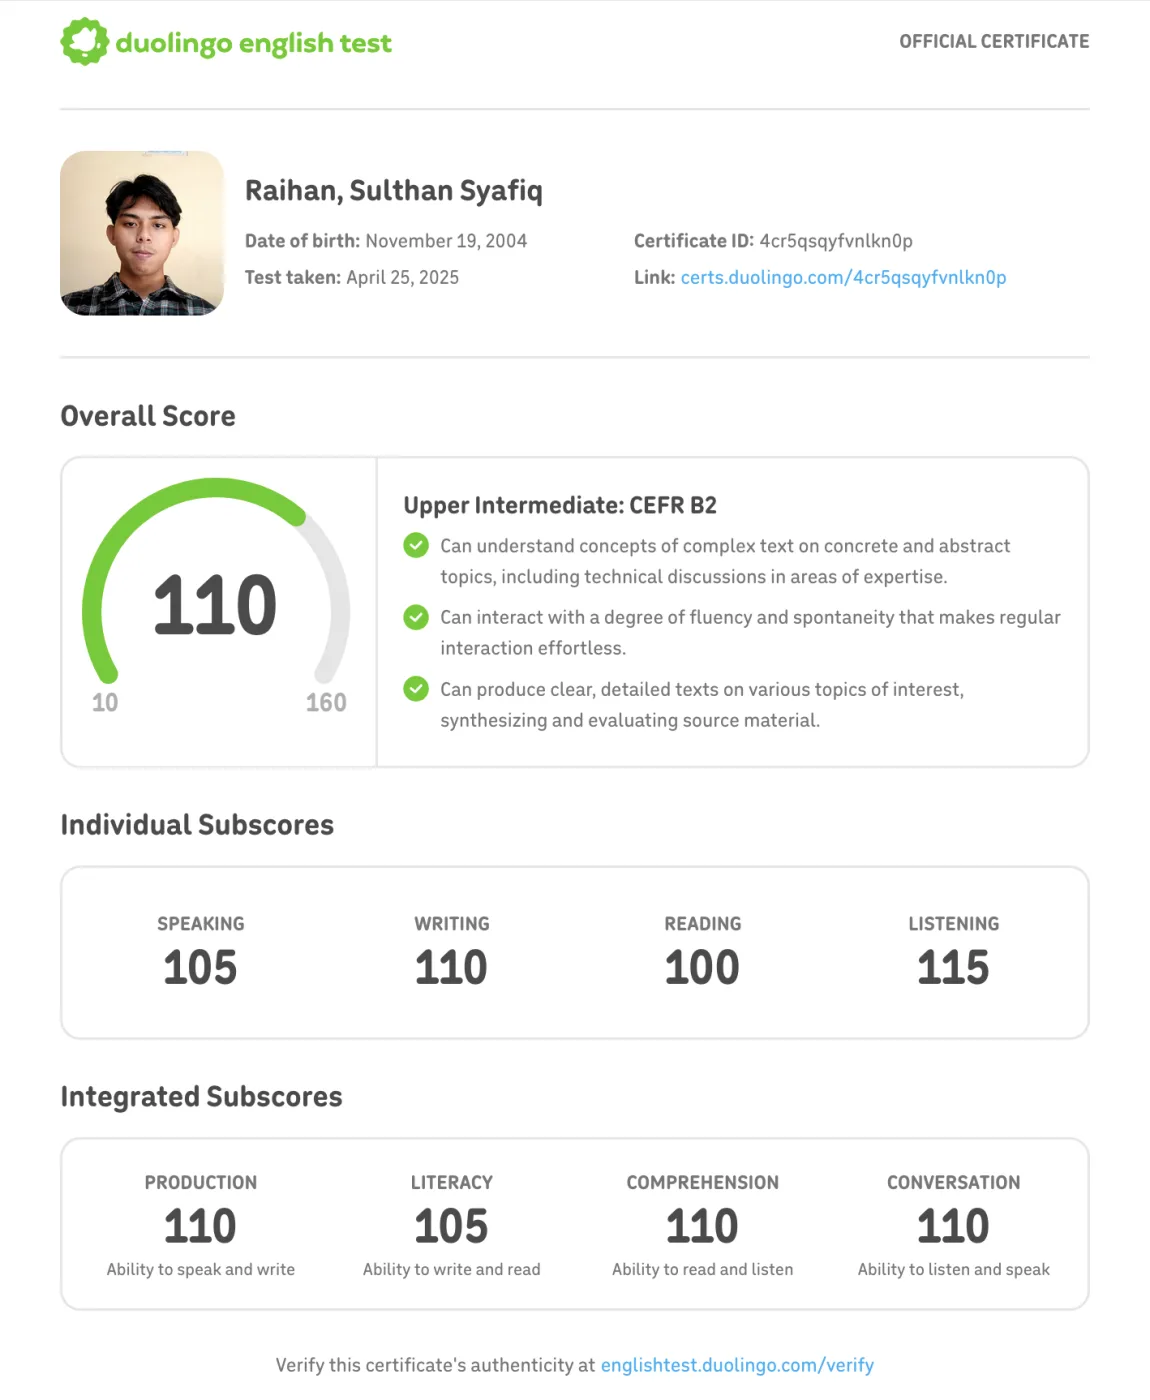 duolingo english test
OFFICIAL CERTIFICATE
Raihan, Sulthan Syafiq
Date of birth: November 19, 2004
Certificate ID: 4cr5qsqyfvnlkn0p
Test taken: April 25, 2025
Link: certs.duolingo.com/4cr5qsqyfvnlkn0p
Overall Score
110
10
160
Upper Intermediate: CEFR B2
Can understand concepts of complex text on concrete and abstract
topics, including technical discussions in areas of expertise.
Can interact with a degree of fluency and spontaneity that makes regular
interaction effortless.
Can produce clear, detailed texts on various topics of interest,
synthesizing and evaluating source material.
Individual Subscores
SPEAKING
105
WRITING
110
READING
100
LISTENING
115
Integrated Subscores
PRODUCTION
110
Ability to speak and write
LITERACY
105
Ability to write and read
COMPREHENSION
110
Ability to read and listen
CONVERSATION
110
Ability to listen and speak
Verify this certificate's authenticity at englishtest.duolingo.com/verify